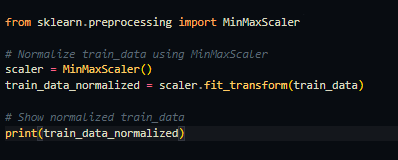 from sklearn.preprocessing import MinMaxScaler
# Normalize train_data using MinMaxScaler
scaler = MinMaxScaler()
train_data_normalized = scaler.fit_transform(train_data)
# Show normalized train_data
print(train_data_normalized)